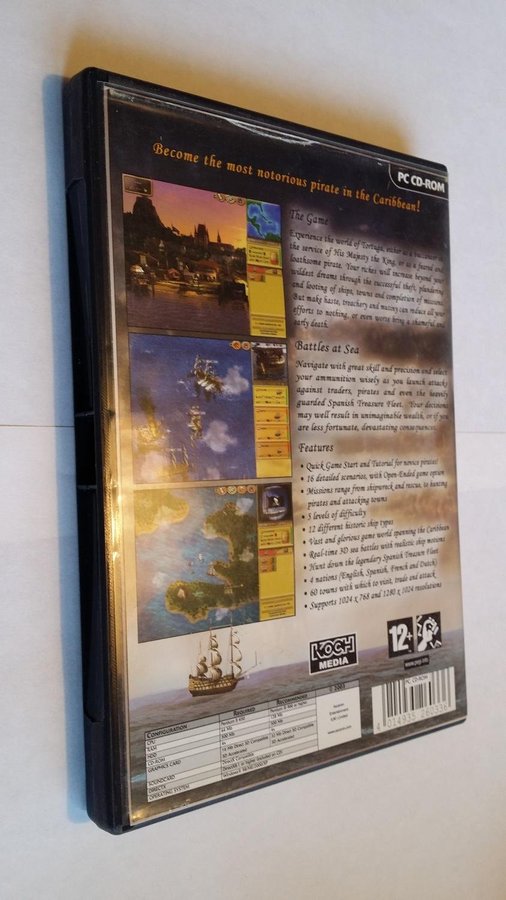 PC CD-ROM
Become the most notorious pirate in the Caribbean!
The Game
Experience the world of Tortuga, either as a buccaneer in
the service of His Majesty the King, or as a feared and
loathsome pirate. Your riches will increase beyond your
wildest dreams through the successful theft, plundering
and looting of ships, towns and completion of missions.
But make haste, treachery and mutiny can reduce all your
efforts to nothing, or even worse bring a shameful and
early death.
Battles at Sea
Navigate with great skill and precision and select
your ammunition wisely as you launch attacks
against traders, pirates and even the heavily
guarded Spanish Treasure Fleet. Your decisions
may well result in unimaginable wealth, or if you
are less fortunate, devastating consequences.
Features
• Quick Game Start and Tutorial for novice pirates!
• 16 detailed scenarios, with Open-Ended game option
• Missions range from shipwreck and rescue, to hunting
pirates and attacking towns
• 5 levels of difficulty
• 12 different historic ship types
• Vast and glorious game world spanning the Caribbean
• Real-time 3D sea battles with realistic ship motions
• Hunt down the legendary Spanish Treasure Fleet
• 4 nations (English, Spanish, French and Dutch)
• 60 towns with which to visit, trade and attack
• Supports 1024 x 768 and 1280 x 1024 resolutions
KOCH
MEDIA
12+
www.pegi.info
PC CD-ROM
4 014935 260336
© 2003
CONFIGURATION REQUIRED RECOMMENDED
CPU
RAM
HDD
CD-ROM
GRAPHICS CARD
SOUNDCARD
DIRECTX
OPERATING SYSTEM